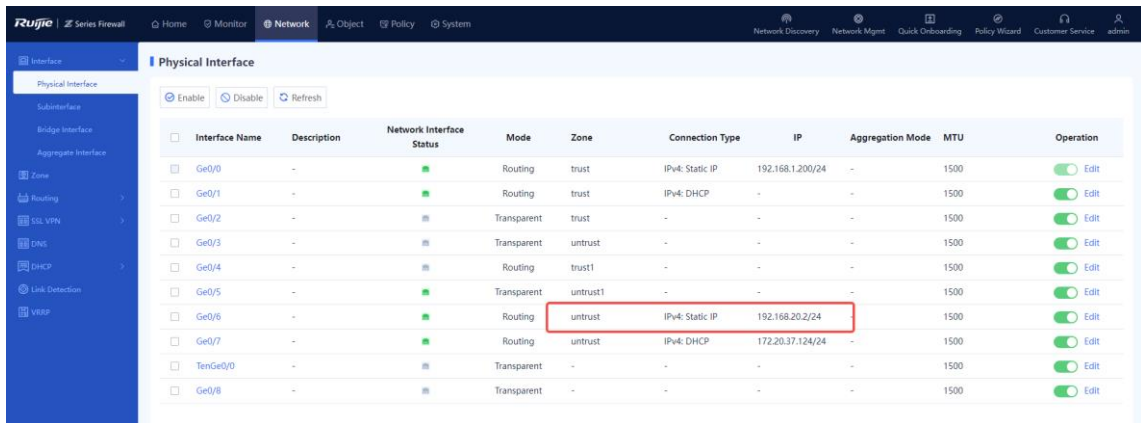 Ruijie | Z Series Firewall Home Monitor Network Object Policy System Network Discovery Network Mgmt Quick Onboarding Policy Wizard Customer Service admin
Interface
Physical Interface
Subinterface
Bridge Interface
Aggregate Interface
Zone
Routing
SSL VPN
DNS
DHCP
Link Detection
VRRP
Physical Interface
Enable Disable Refresh
Interface Name Description Network Interface Status Mode Zone Connection Type IP Aggregation Mode MTU Operation
Ge0/0 - Routing trust IPv4: Static IP 192.168.1.200/24 - 1500 Edit
Ge0/1 - Routing trust IPv4: DHCP - - 1500 Edit
Ge0/2 - Transparent trust - - - 1500 Edit
Ge0/3 - Transparent untrust - - - 1500 Edit
Ge0/4 - Routing trust1 - - - 1500 Edit
Ge0/5 - Transparent untrust1 - - - 1500 Edit
Ge0/6 - Routing untrust IPv4: Static IP 192.168.20.2/24 - 1500 Edit
Ge0/7 - Routing untrust IPv4: DHCP 172.20.37.124/24 - 1500 Edit
TenGe0/0 - Transparent - - - - 1500 Edit
Ge0/8 - Transparent - - - - 1500 Edit